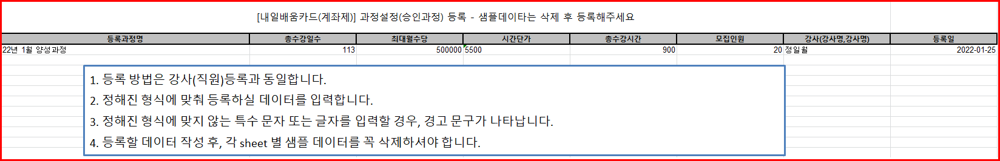 [내일배움카드(계좌제)] 과정설정(승인과정) 등록 - 샘플데이타는 삭제 후 등록해주세요
등록과정명 총수강일수 최대월수당 시간단가 총수강시간 모집인원 강사(강사명,강사명) 등록일
22년 1월 양성과정 113 500000 5500 900 20 정일월 2022-01-25
1. 등록 방법은 강사(직원)등록과 동일합니다.
2. 정해진 형식에 맞춰 등록하실 데이터를 입력합니다.
3. 정해진 형식에 맞지 않는 특수 문자 또는 글자를 입력할 경우, 경고 문구가 나타납니다.
4. 등록할 데이터 작성 후, 각 sheet 별 샘플 데이터를 꼭 삭제하셔야 합니다.